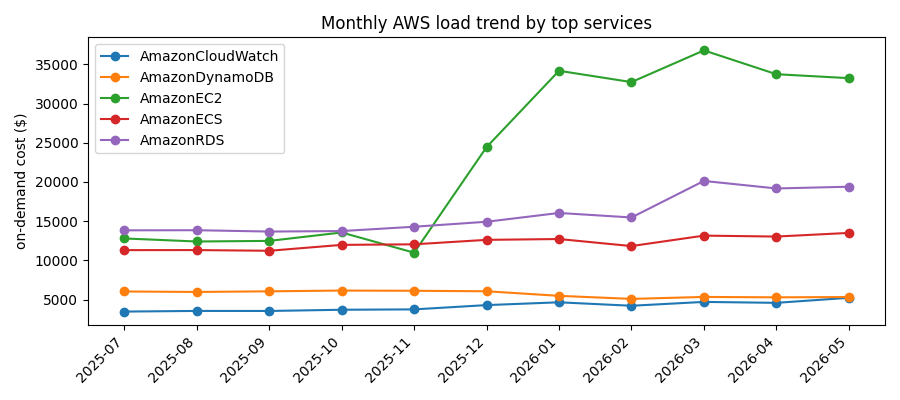 Monthly AWS load trend by top services
on-demand cost ($)
35000
30000
25000
20000
15000
10000
5000
AmazonCloudWatch
AmazonDynamoDB
AmazonEC2
AmazonECS
AmazonRDS
2025-07
2025-08
2025-09
2025-10
2025-11
2025-12
2026-01
2026-02
2026-03
2026-04
2026-05